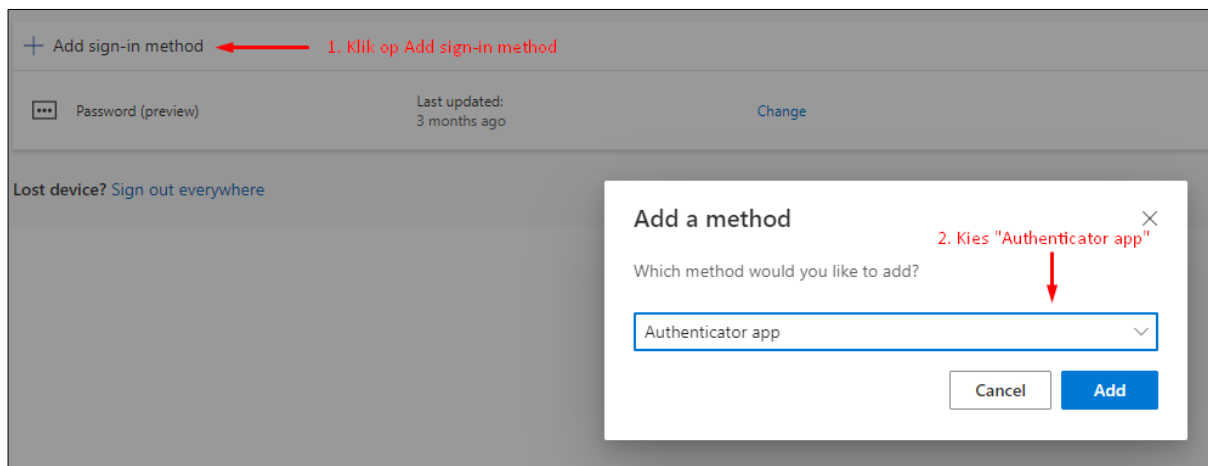 Add sign-in method
1. Klik op Add sign-in method
Password (preview)
Last updated:
3 months ago
Change
Lost device? Sign out everywhere
Add a method
2. Kies "Authenticator app"
Which method would you like to add?
Authenticator app
Cancel
Add